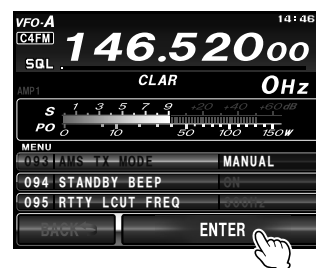 VFO-A 14:46
C4FM 146.52000
SQL
CLAR 0Hz
AMP1
S 1 3 5 7 9 +20 +40 +60dB
PO 0 10 50 100 150W
MENU
093 AMS TX MODE MANUAL
094 STANDBY BEEP ON
095 RTTY LCUT FREQ
BACK ENTER